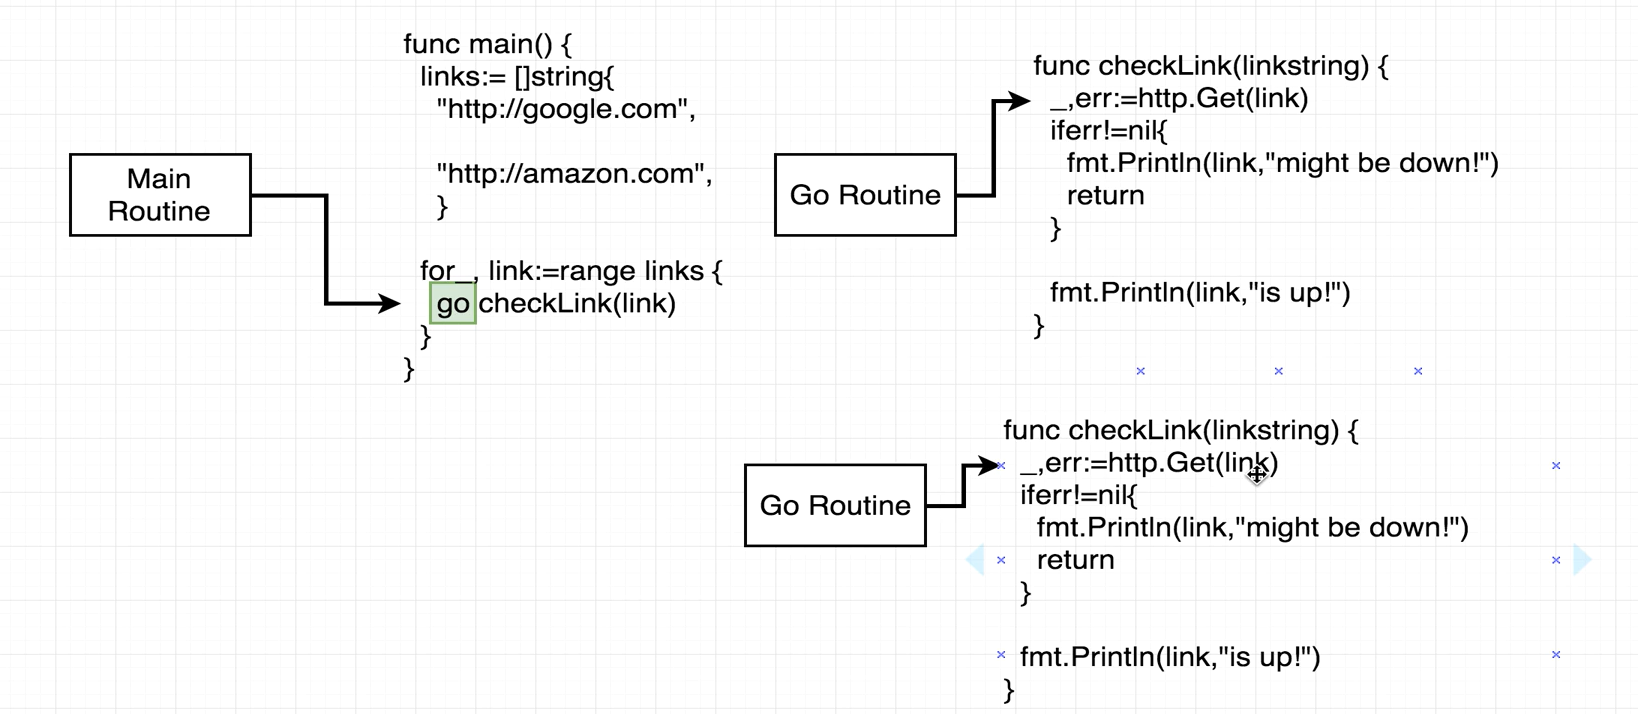 Main
Routine
func main() {
links:= []string{
"http://google.com",
"http://amazon.com",
}
for _, link:=range links {
go checkLink(link)
}
}
Go Routine
func checkLink(linkstring) {
_,err:=http.Get(link)
iferr!=nil{
fmt.Println(link,"might be down!")
return
}
fmt.Println(link,"is up!")
}
Go Routine
func checkLink(linkstring) {
_,err:=http.Get(link)
iferr!=nil{
fmt.Println(link,"might be down!")
return
}
fmt.Println(link,"is up!")
}